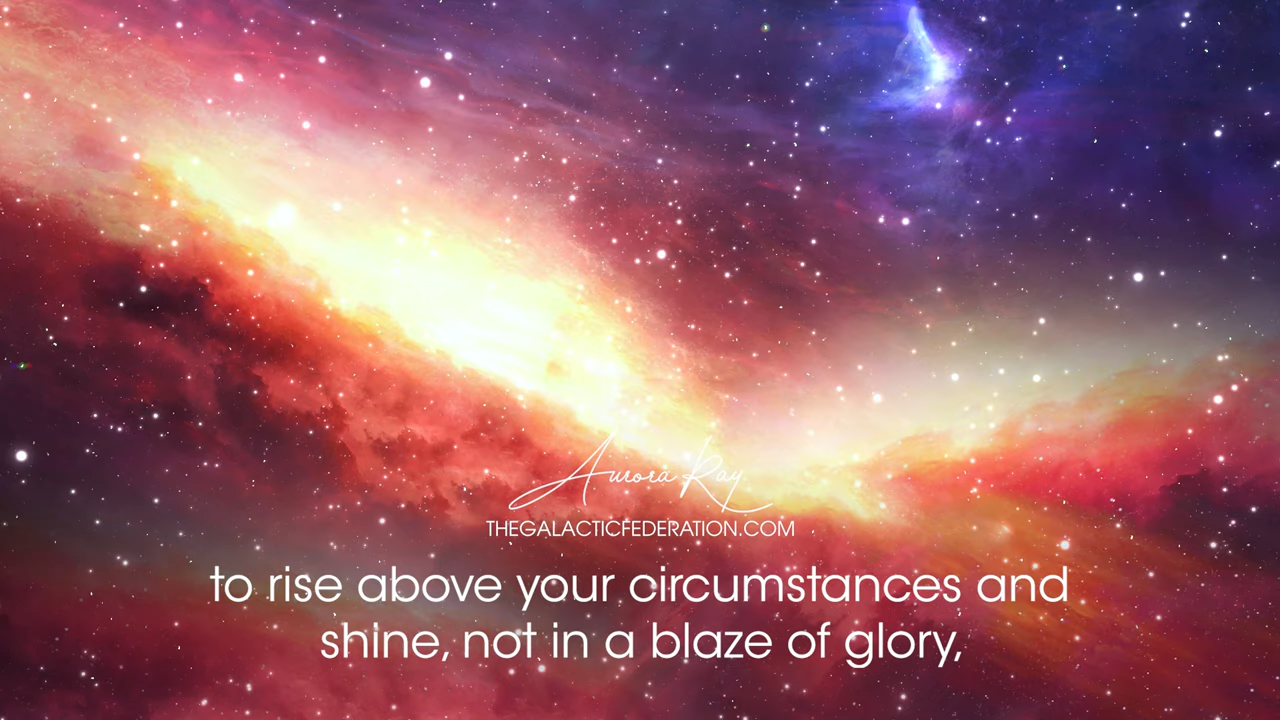 Aurora Ray
THEGALACTICFEDERATION.COM
to rise above your circumstances and
shine, not in a blaze of glory,